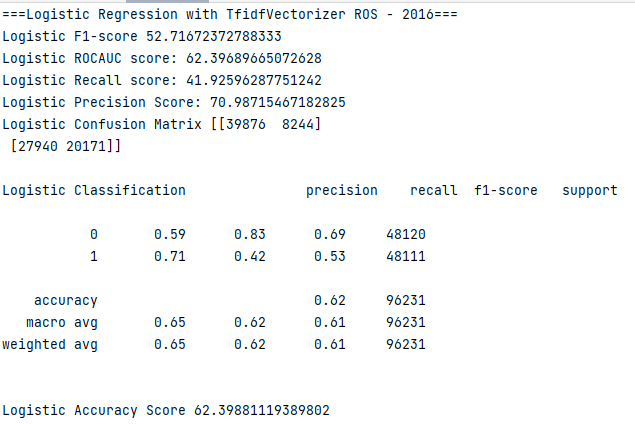 ===Logistic Regression with TfidfVectorizer ROS - 2016===
Logistic F1-score 52.71672372788333
Logistic ROCAUC score: 62.39689665072628
Logistic Recall score: 41.92596287751242
Logistic Precision Score: 70.98715467182825
Logistic Confusion Matrix [[39876  8244]
 [27940 20171]]
Logistic Classification               precision    recall  f1-score   support
           0       0.59      0.83      0.69     48120
           1       0.71      0.42      0.53     48111
    accuracy                           0.62     96231
   macro avg       0.65      0.62      0.61     96231
weighted avg       0.65      0.62      0.61     96231
Logistic Accuracy Score 62.39881119389802